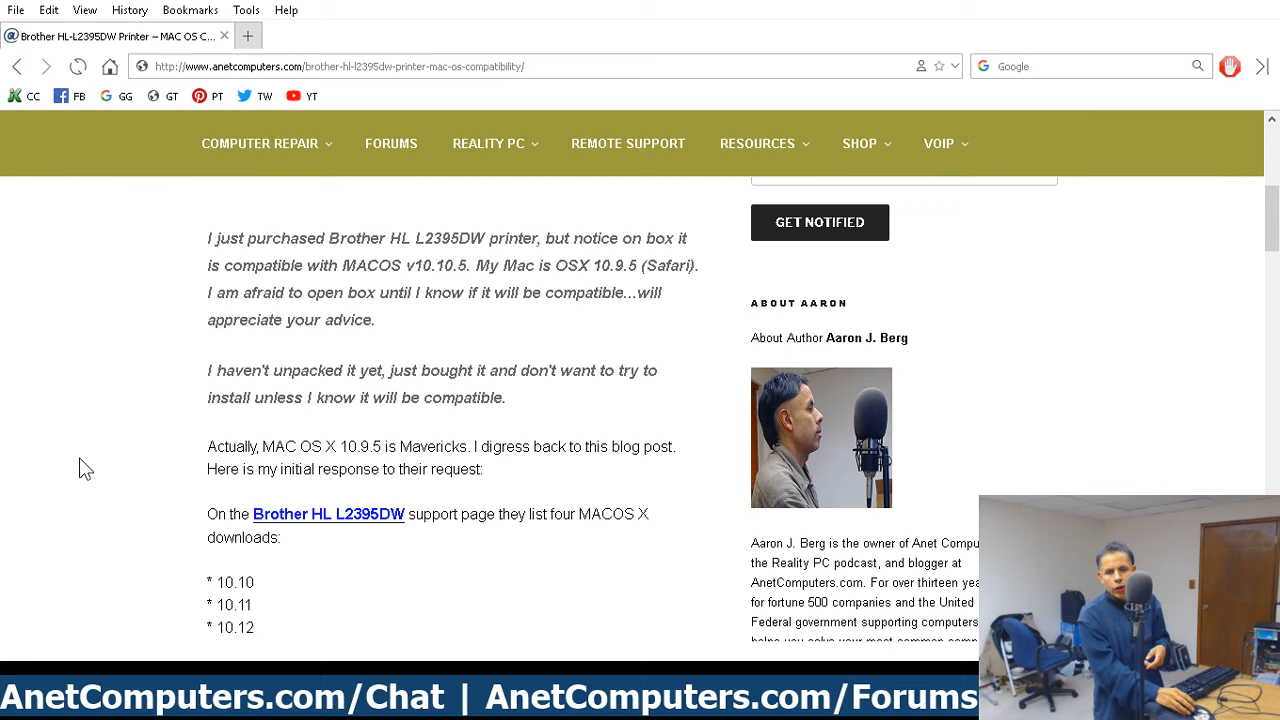 File Edit View History Bookmarks Tools Help
Brother HL-L2395DW Printer – MAC OS C...
http://www.anetcomputers.com/brother-hl-l2395dw-printer-mac-os-compatibility/
Google
CC FB GG GT PT TW YT
COMPUTER REPAIR FORUMS REALITY PC REMOTE SUPPORT RESOURCES SHOP VOIP
I just purchased Brother HL L2395DW printer, but notice on box it
is compatible with MACOS v10.10.5. My Mac is OSX 10.9.5 (Safari).
I am afraid to open box until I know if it will be compatible...will
appreciate your advice.
I haven't unpacked it yet, just bought it and don't want to try to
install unless I know it will be compatible.
Actually, MAC OS X 10.9.5 is Mavericks. I digress back to this blog post.
Here is my initial response to their request:
On the Brother HL L2395DW support page they list four MACOS X
downloads:
* 10.10
* 10.11
* 10.12
GET NOTIFIED
ABOUT AARON
About Author Aaron J. Berg
Aaron J. Berg is the owner of Anet Compu
the Reality PC podcast, and blogger at
AnetComputers.com. For over thirteen yea
for fortune 500 companies and the United
Federal government supporting computers
AnetComputers.com/Chat | AnetComputers.com/Forums